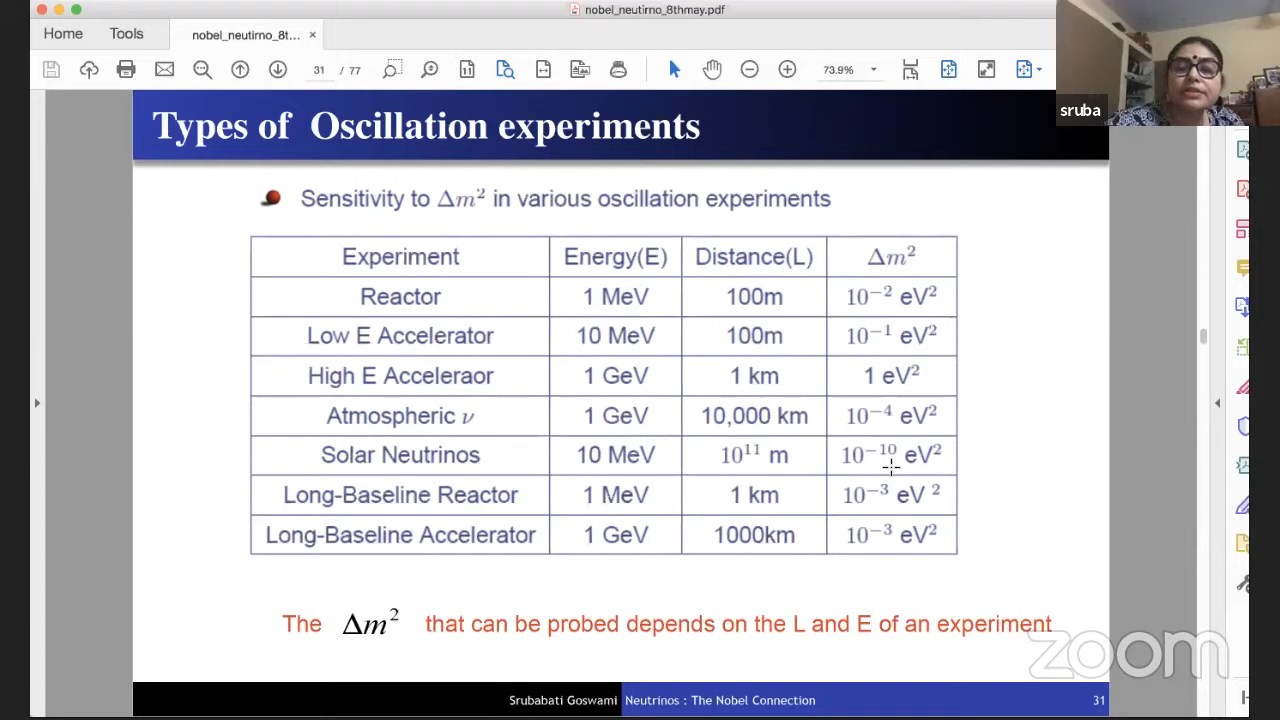 nobel_neutirno_8thmay.pdf
Home Tools nobel_neutirno_8t... ×
31 / 77 73.9%
sruba
Types of Oscillation experiments
Sensitivity to Δm² in various oscillation experiments
Experiment Energy(E) Distance(L) Δm²
Reactor 1 MeV 100m 10⁻² eV²
Low E Accelerator 10 MeV 100m 10⁻¹ eV²
High E Acceleraor 1 GeV 1 km 1 eV²
Atmospheric ν 1 GeV 10,000 km 10⁻⁴ eV²
Solar Neutrinos 10 MeV 10¹¹ m 10⁻¹⁰ eV²
Long-Baseline Reactor 1 MeV 1 km 10⁻³ eV ²
Long-Baseline Accelerator 1 GeV 1000km 10⁻³ eV²
The Δm² that can be probed depends on the L and E of an experiment
zoom
Srubabati Goswami Neutrinos : The Nobel Connection 31